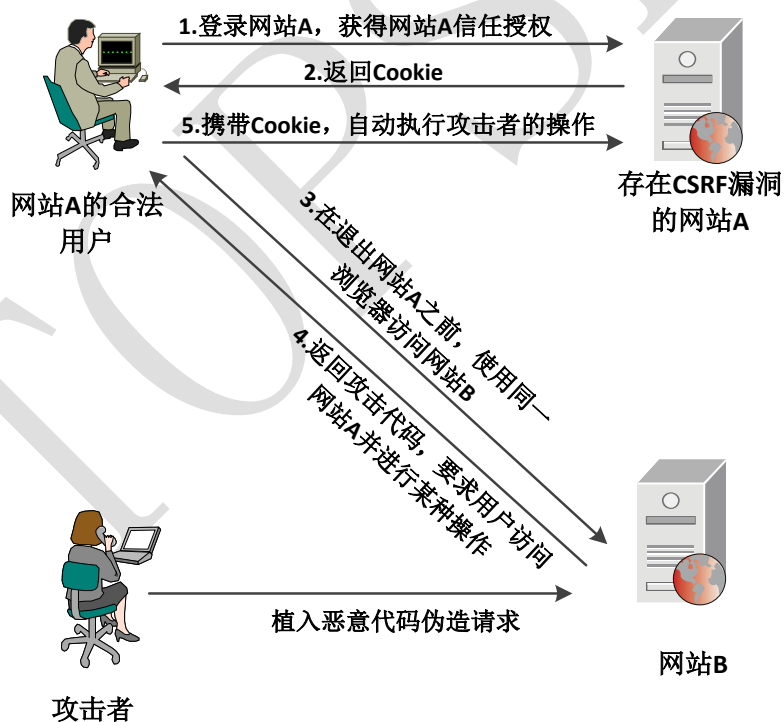 1.登录网站A，获得网站A信任授权
2.返回Cookie
5.携带Cookie，自动执行攻击者的操作
网站A的合法
用户
存在CSRF漏洞
的网站A
3.在退出网站A之前，使用同一
浏览器访问网站B
4.返回攻击代码，要求用户访问
网站A并进行某种操作
植入恶意代码伪造请求
网站B
攻击者